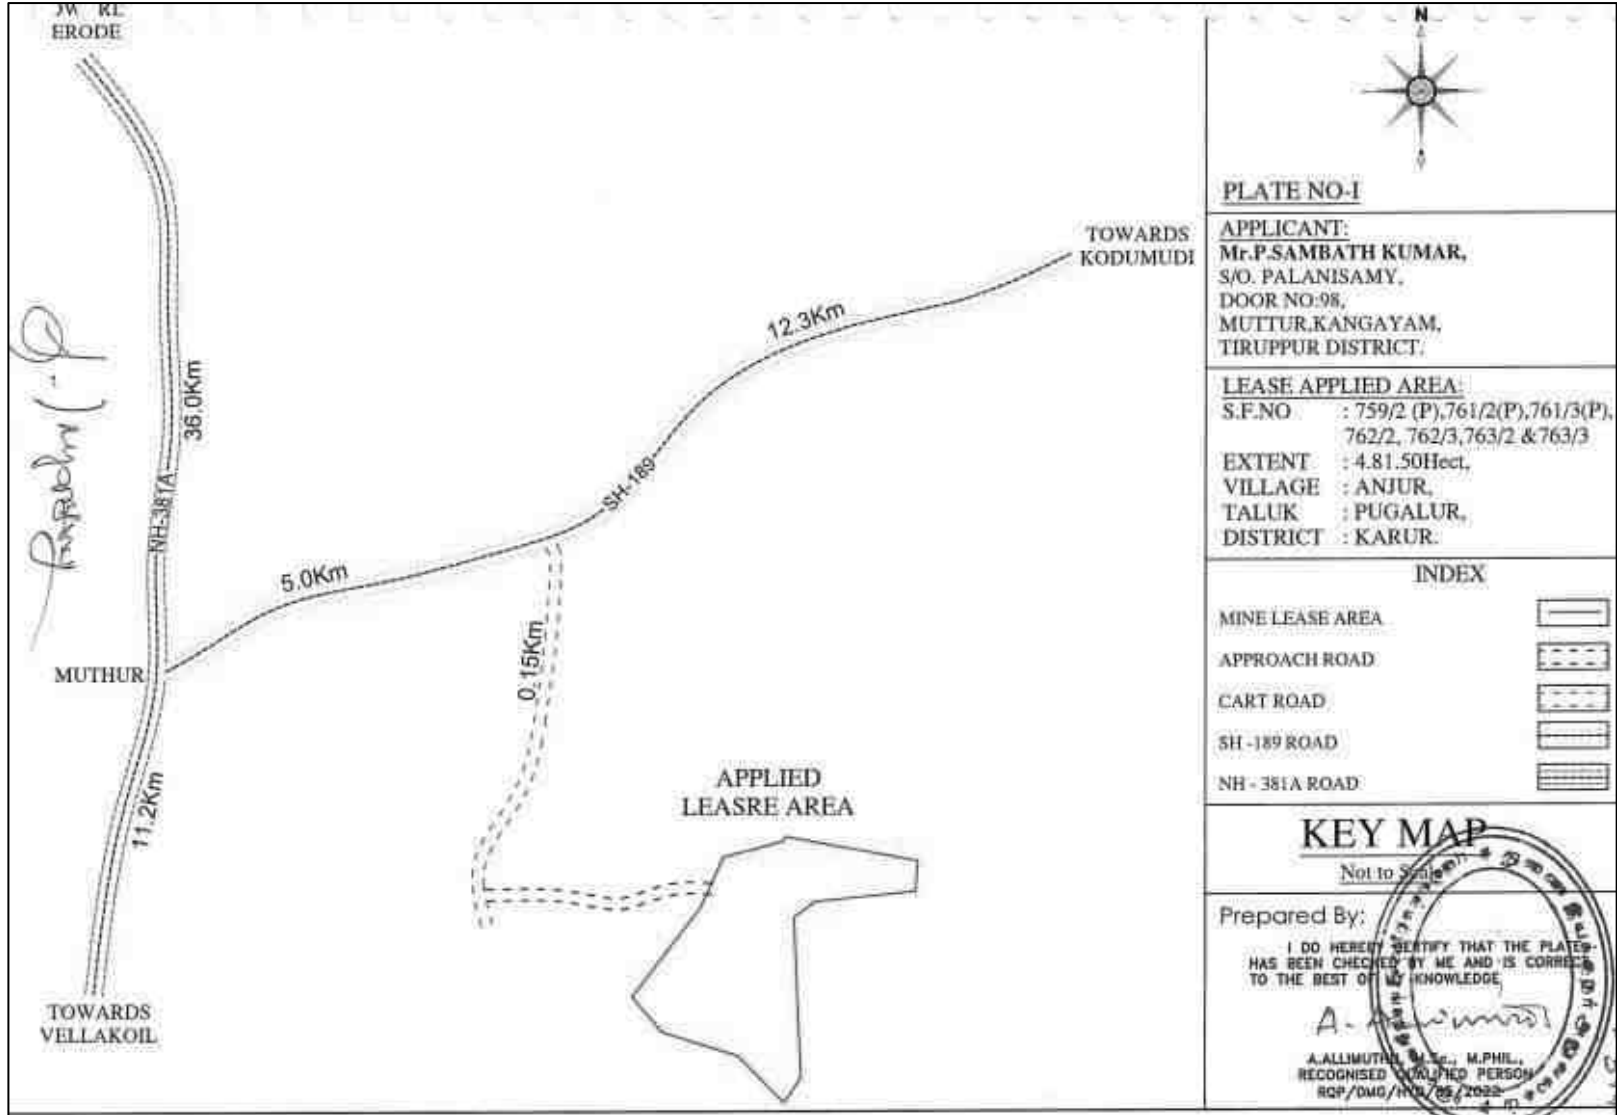 ERODE
36.0Km
NH-381A
MUTHUR
11.2Km
TOWARDS
VELLAKOIL
5.0Km
SH-189
12.3Km
TOWARDS
KODUMUDI
0.15Km
APPLIED
LEASRE AREA
N
PLATE NO-I
APPLICANT:
Mr.P.SAMBATH KUMAR,
S/O. PALANISAMY,
DOOR NO:98,
MUTTUR,KANGAYAM,
TIRUPPUR DISTRICT.
LEASE APPLIED AREA:
S.F.NO : 759/2 (P),761/2(P),761/3(P),
762/2, 762/3,763/2 &763/3
EXTENT : 4.81.50Hect,
VILLAGE : ANJUR,
TALUK : PUGALUR,
DISTRICT : KARUR.
INDEX
MINE LEASE AREA
APPROACH ROAD
CART ROAD
SH -189 ROAD
NH - 381A ROAD
KEY MAP
Not to Scale
Prepared By:
I DO HEREBY CERTIFY THAT THE PLATE
HAS BEEN CHECKED BY ME AND IS CORRECT
TO THE BEST OF MY KNOWLEDGE
A.ALLIMUTHU, M.Sc., M.PHIL.,
RECOGNISED QUALIFIED PERSON
RQP/DMG/
/2022